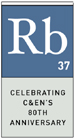 Rb
37
CELEBRATING
C&EN'S
80TH
ANNIVERSARY